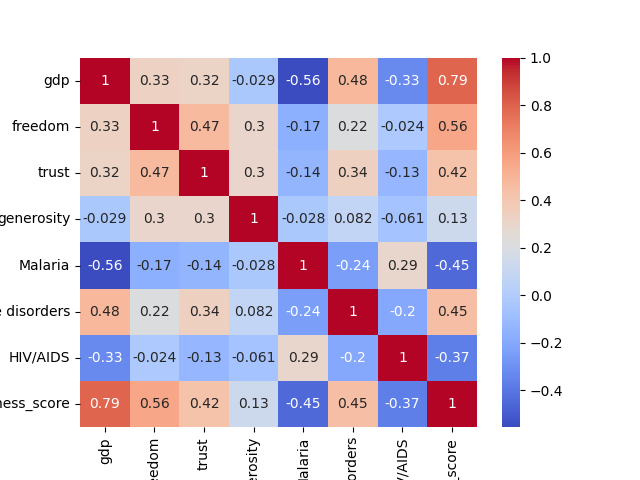 gdp 1 0.33 0.32 -0.029 -0.56 0.48 -0.33 0.79
freedom 0.33 1 0.47 0.3 -0.17 0.22 -0.024 0.56
trust 0.32 0.47 1 0.3 -0.14 0.34 -0.13 0.42
generosity -0.029 0.3 0.3 1 -0.028 0.082 -0.061 0.13
Malaria -0.56 -0.17 -0.14 -0.028 1 -0.24 0.29 -0.45
e disorders 0.48 0.22 0.34 0.082 -0.24 1 -0.2 0.45
HIV/AIDS -0.33 -0.024 -0.13 -0.061 0.29 -0.2 1 -0.37
ness_score 0.79 0.56 0.42 0.13 -0.45 0.45 -0.37 1
gdp
eedom
trust
erosity
Malaria
orders
/AIDS
_score
1.0
0.8
0.6
0.4
0.2
0.0
−0.2
−0.4